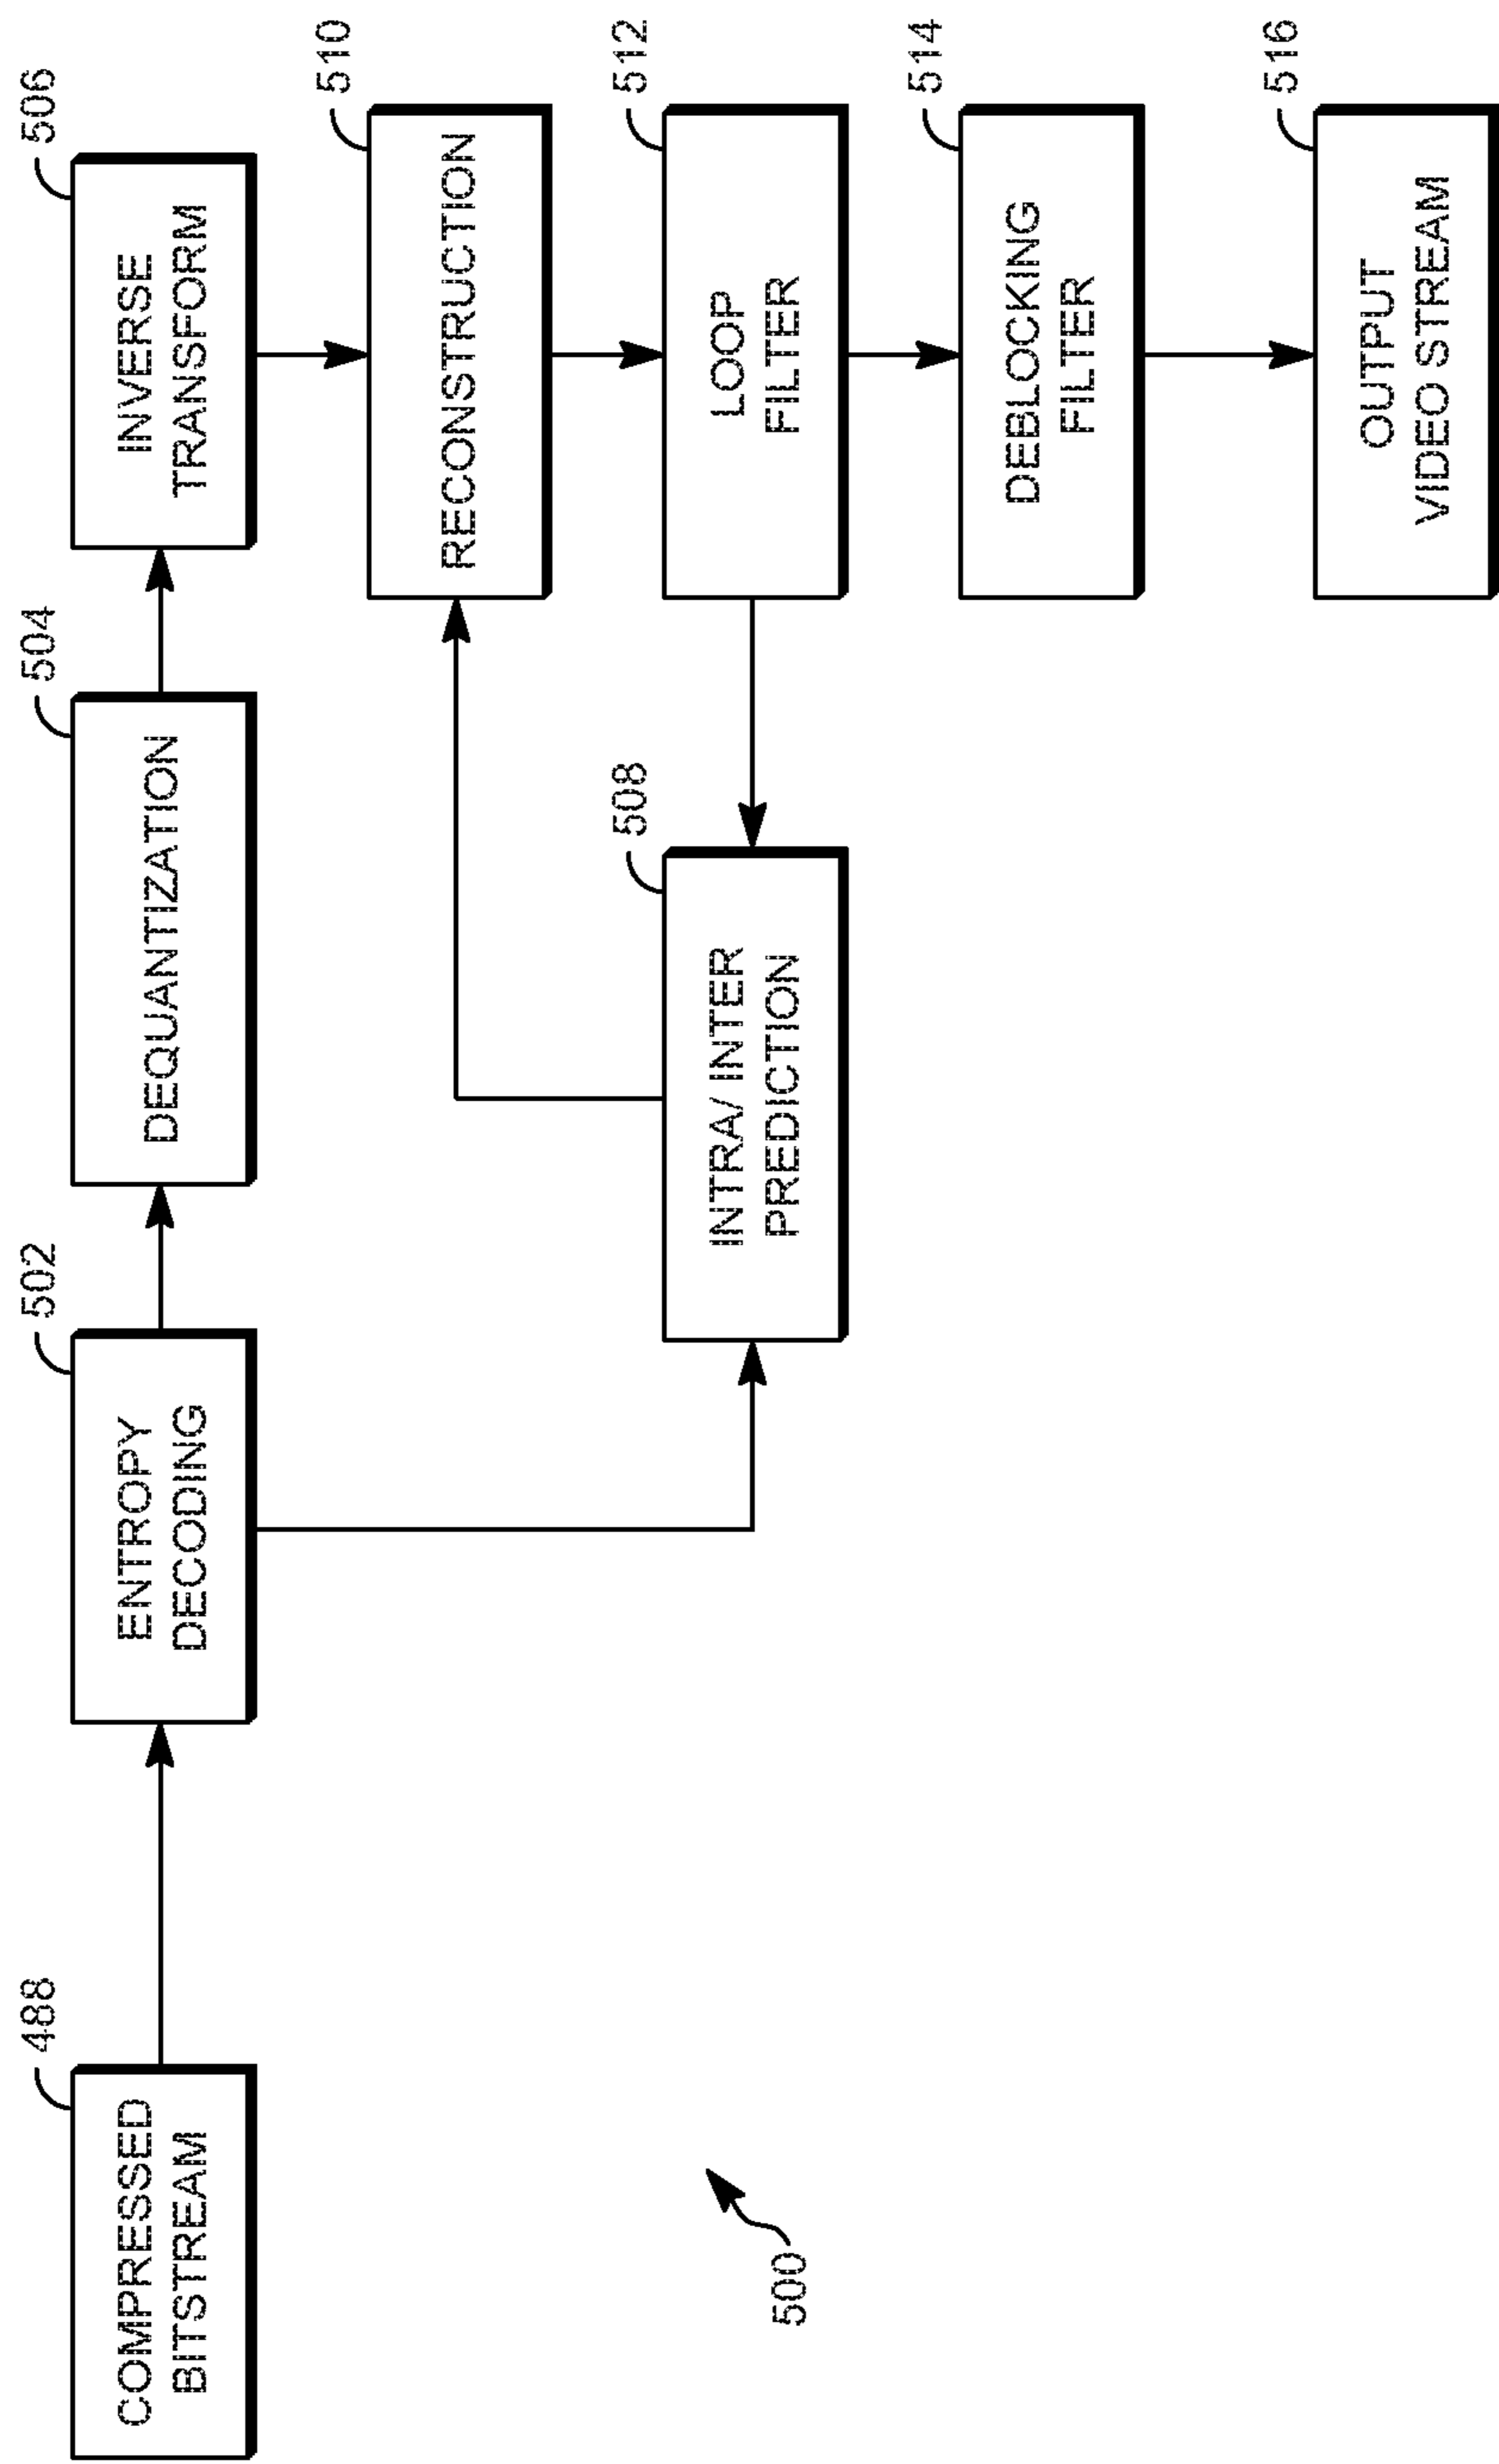 488
COMPRESSED
BITSTREAM
502
ENTROPY
DECODING
504
DEQUANTIZATION
506
INVERSE
TRANSFORM
510
RECONSTRUCTION
508
INTRA/ INTER
PREDICTION
512
LOOP
FILTER
514
DEBLOCKING
FILTER
516
OUTPUT
VIDEO STREAM
500